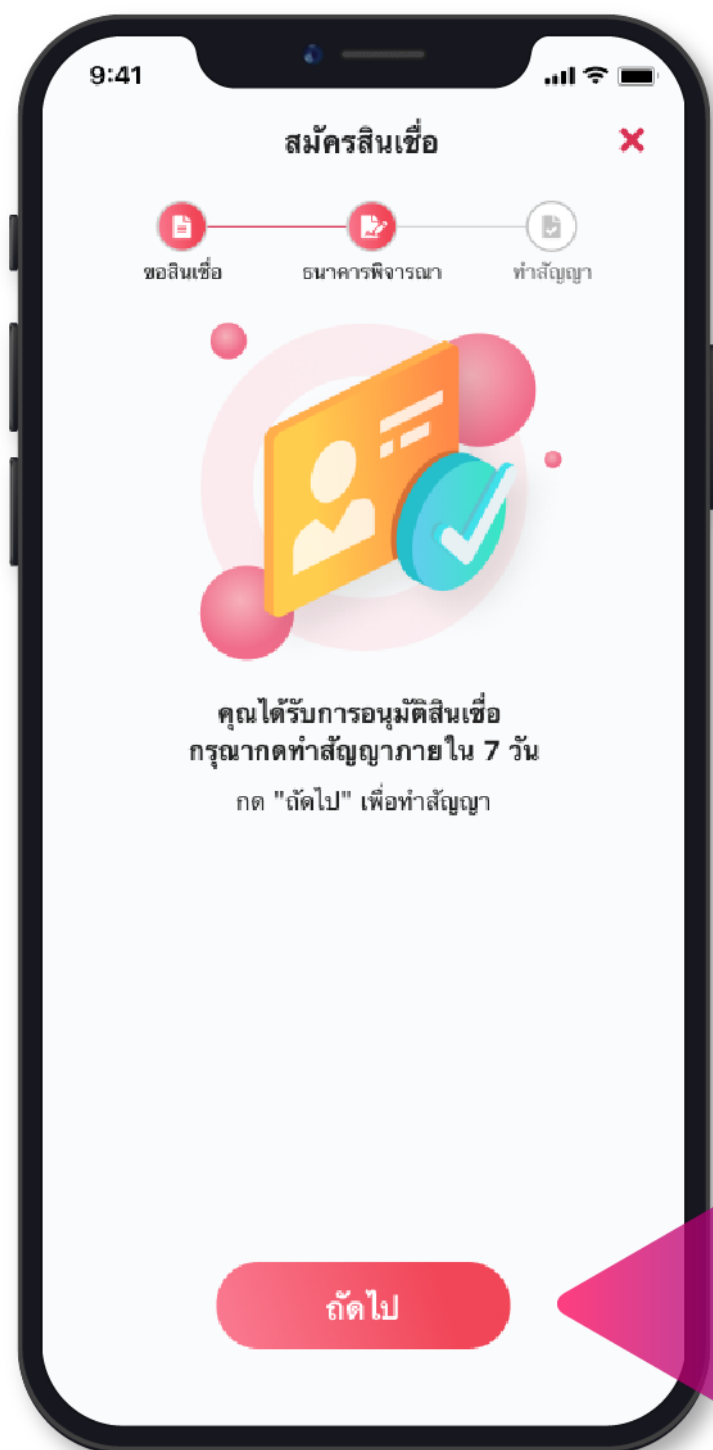 9:41
สมัครสินเชื่อ
ขอสินเชื่อ
ธนาคารพิจารณา
ทำสัญญา
คุณได้รับการอนุมัติสินเชื่อ
กรุณากดทำสัญญาภายใน 7 วัน
กด "ถัดไป" เพื่อทำสัญญา
ถัดไป